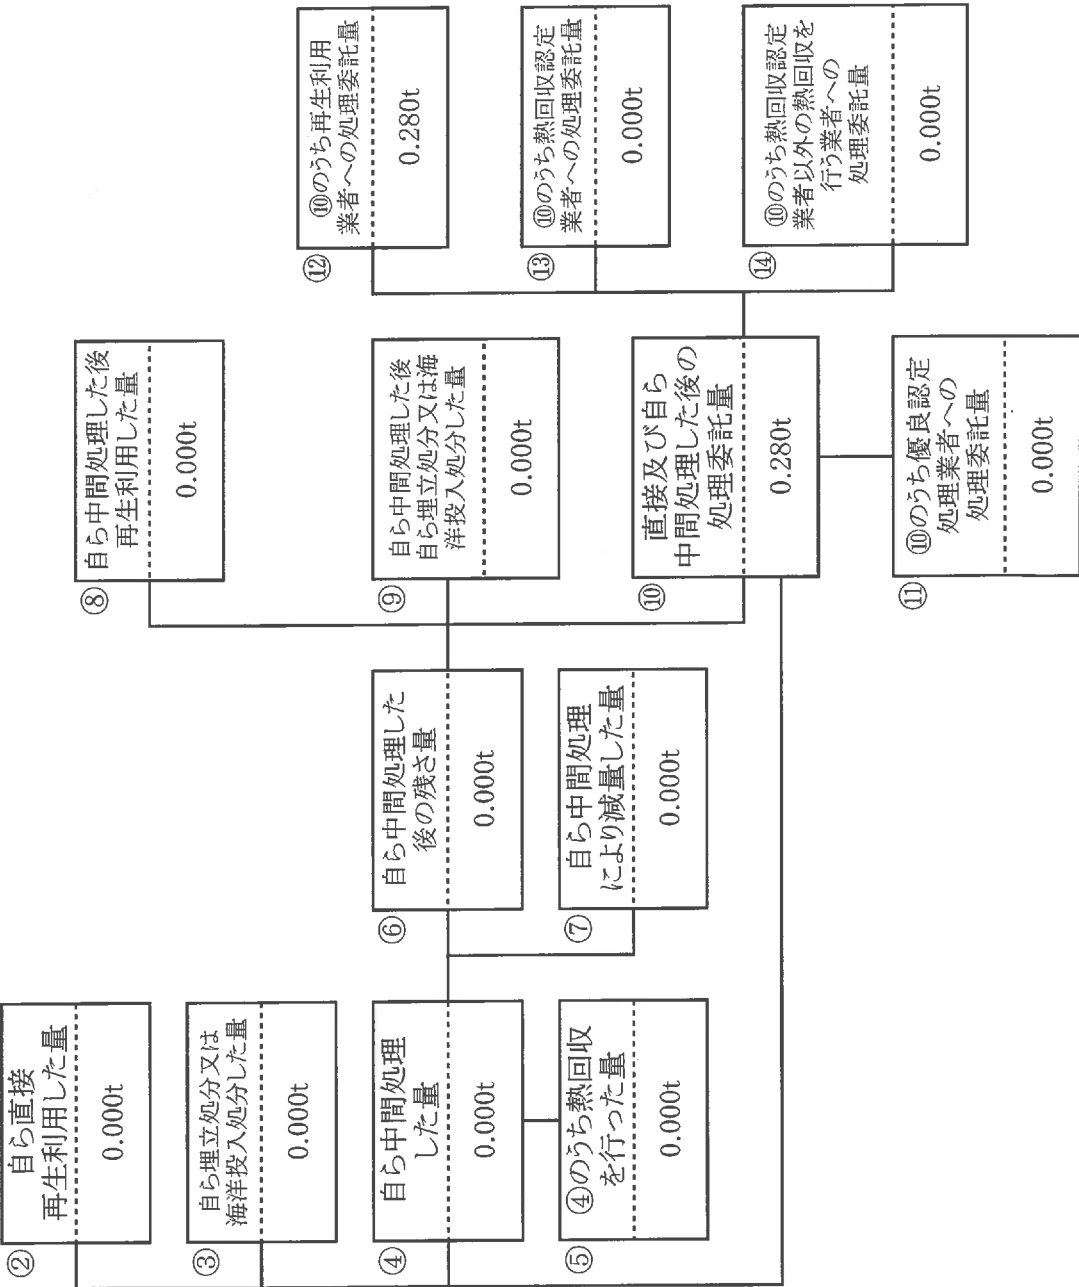 ②
自ら直接
再生利用した量
0.000t
③
自ら埋立処分又は
海洋投入処分した量
0.000t
④
自ら中間処理
した量
0.000t
⑤
④のうち熱回収
を行った量
0.000t
⑥
自ら中間処理した
後の残さ量
0.000t
⑦
自ら中間処理
により減量した量
0.000t
⑧
自ら中間処理した後
再生利用した量
0.000t
⑨
自ら中間処理した後
自ら埋立処分又は海
洋投入処分した量
0.000t
⑩
直接及び自ら
中間処理した後の
処理委託量
0.280t
⑪
⑩のうち優良認定
処理業者への
処理委託量
0.000t
⑫
⑩のうち再生利用
業者への処理委託量
0.280t
⑬
⑩のうち熱回収認定
業者への処理委託量
0.000t
⑭
⑩のうち熱回収認定
業者以外の熱回収を
行う業者への
処理委託量
0.000t